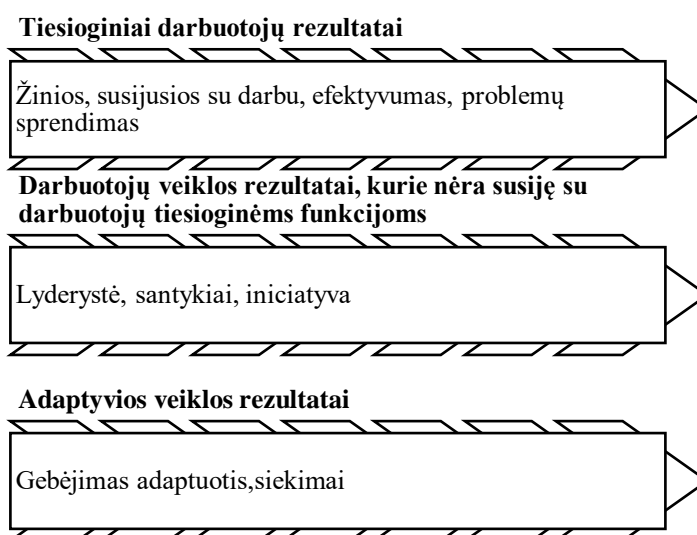 Tiesioginiai darbuotojų rezultatai
Žinios, susijusios su darbu, efektyvumas, problemų
sprendimas
Darbuotojų veiklos rezultatai, kurie nėra susiję su
darbuotojų tiesioginėms funkcijoms
Lyderystė, santykiai, iniciatyva
Adaptyvios veiklos rezultatai
Gebėjimas adaptuotis,siekimai